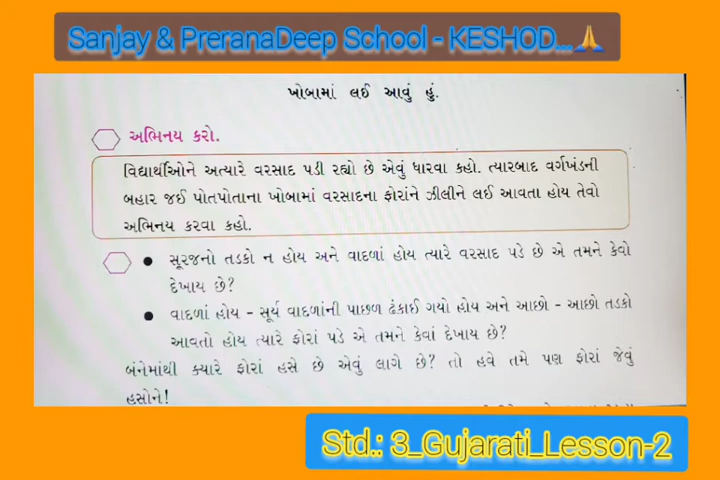 Sanjay & PreranaDeep School - KESHOD...🙏
ખોબામાં લઈ આવું હું.
અભિનય કરો.
વિદ્યાર્થીઓને અત્યારે વરસાદ પડી રહ્યો છે એવું ધારવા કહો. ત્યારબાદ વર્ગખંડની
બહાર જઈ પોતપોતાના ખોબામાં વરસાદના ફોરાંને ઝીલીને લઈ આવતા હોય તેવો
અભિનય કરવા કહો.
• સૂરજનો તડકો ન હોય અને વાદળાં હોય ત્યારે વરસાદ પડે છે એ તમને કેવો
દેખાય છે?
• વાદળાં હોય - સૂર્ય વાદળાંની પાછળ ઢંકાઈ ગયો હોય અને આછો - આછો તડકો
આવતો હોય ત્યારે ફોરાં પડે એ તમને કેવાં દેખાય છે?
બંનેમાંથી ક્યારે ફોરાં હસે છે એવું લાગે છે? તો હવે તમે પણ ફોરાં જેવું
હસોને!
Std.: 3_Gujarati_Lesson-2